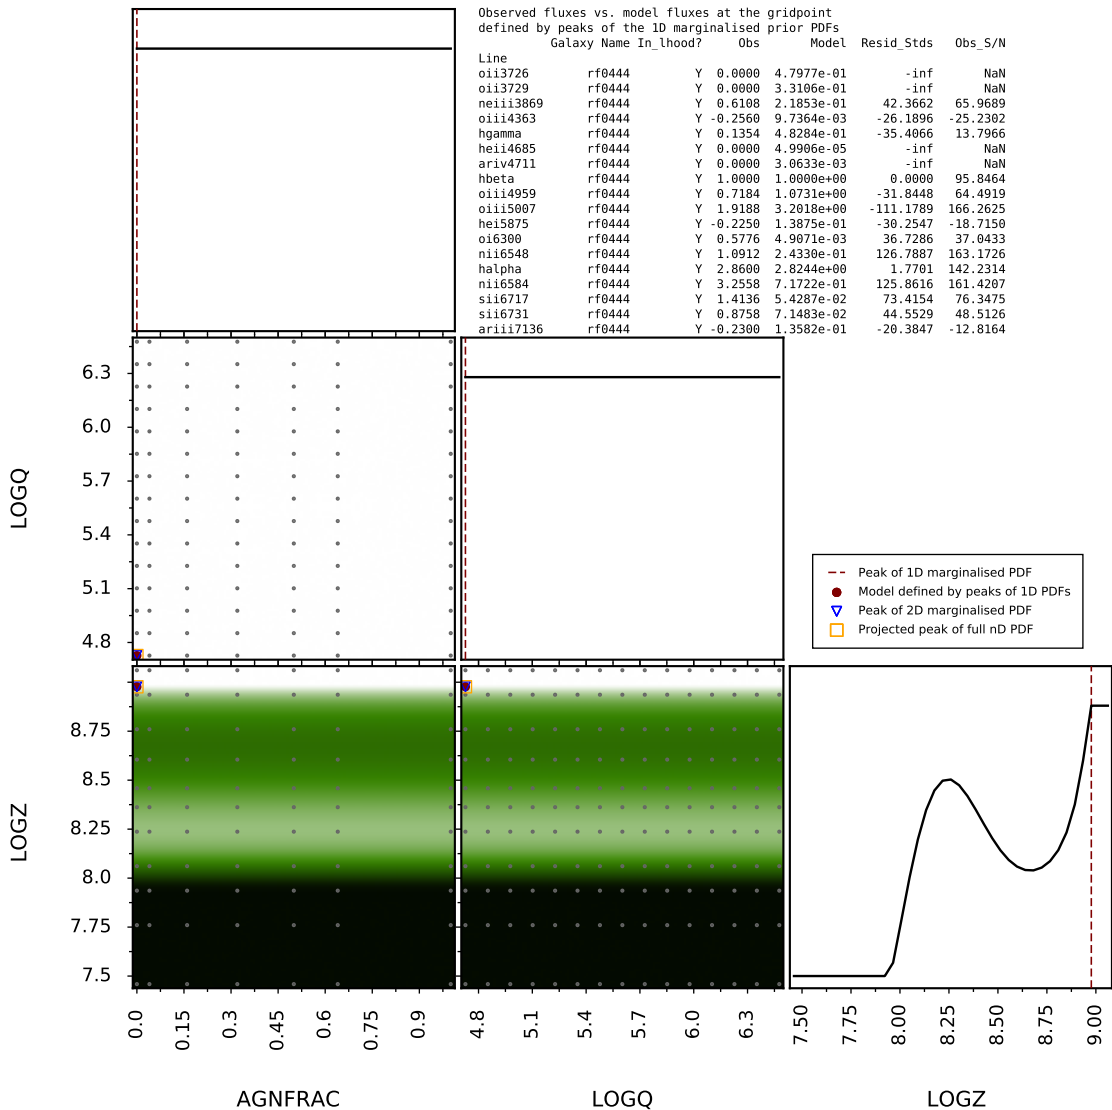 Observed fluxes vs. model fluxes at the gridpoint
defined by peaks of the 1D marginalised prior PDFs
Galaxy Name In_lhood? Obs Model Resid_Stds Obs_S/N
Line
oii3726 rf0444 Y 0.0000 4.7977e-01 -inf NaN
oii3729 rf0444 Y 0.0000 3.3106e-01 -inf NaN
neiii3869 rf0444 Y 0.6108 2.1853e-01 42.3662 65.9689
oiii4363 rf0444 Y -0.2560 9.7364e-03 -26.1896 -25.2302
hgamma rf0444 Y 0.1354 4.8284e-01 -35.4066 13.7966
heii4685 rf0444 Y 0.0000 4.9906e-05 -inf NaN
ariv4711 rf0444 Y 0.0000 3.0633e-03 -inf NaN
hbeta rf0444 Y 1.0000 1.0000e+00 0.0000 95.8464
oiii4959 rf0444 Y 0.7184 1.0731e+00 -31.8448 64.4919
oiii5007 rf0444 Y 1.9188 3.2018e+00 -111.1789 166.2625
hei5875 rf0444 Y -0.2250 1.3875e-01 -30.2547 -18.7150
oi6300 rf0444 Y 0.5776 4.9071e-03 36.7286 37.0433
nii6548 rf0444 Y 1.0912 2.4330e-01 126.7887 163.1726
halpha rf0444 Y 2.8600 2.8244e+00 1.7701 142.2314
nii6584 rf0444 Y 3.2558 7.1722e-01 125.8616 161.4207
sii6717 rf0444 Y 1.4136 5.4287e-02 73.4154 76.3475
sii6731 rf0444 Y 0.8758 7.1483e-02 44.5529 48.5126
ariii7136 rf0444 Y -0.2300 1.3582e-01 -20.3847 -12.8164
6.3
6.0
5.7
5.4
5.1
4.8
LOGQ
Peak of 1D marginalised PDF
Model defined by peaks of 1D PDFs
Peak of 2D marginalised PDF
Projected peak of full nD PDF
8.75
8.5
8.25
8.0
7.75
7.5
LOGZ
0.0 0.15 0.3 0.45 0.6 0.75 0.9
4.8 5.1 5.4 5.7 6.0 6.3
7.50 7.75 8.00 8.25 8.50 8.75 9.00
AGNFRAC LOGQ LOGZ